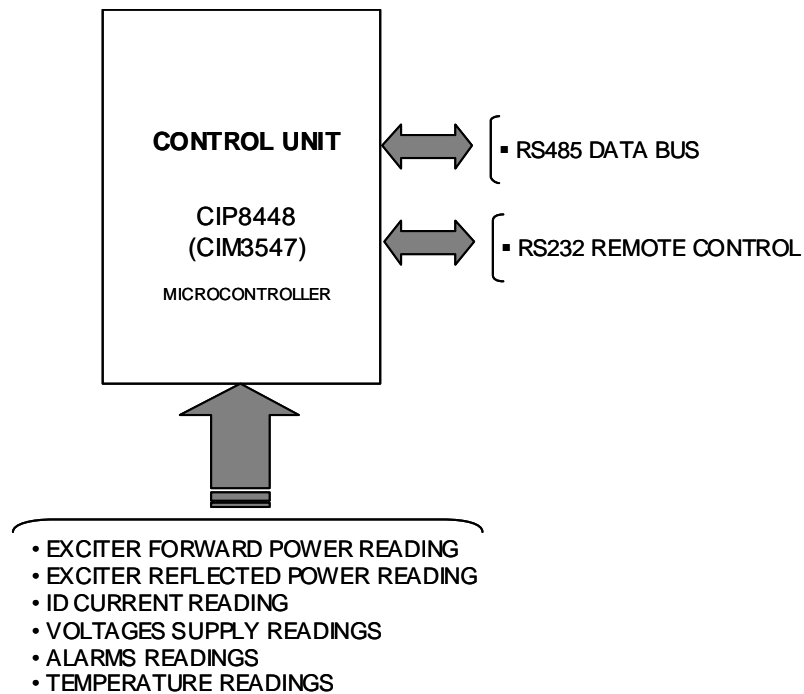 CONTROL UNIT
CIP8448
(CIM3547)
MICROCONTROLLER
▪ RS485 DATA BUS
▪ RS232 REMOTE CONTROL
• EXCITER FORWARD POWER READING
• EXCITER REFLECTED POWER READING
• ID CURRENT READING
• VOLTAGES SUPPLY READINGS
• ALARMS READINGS
• TEMPERATURE READINGS